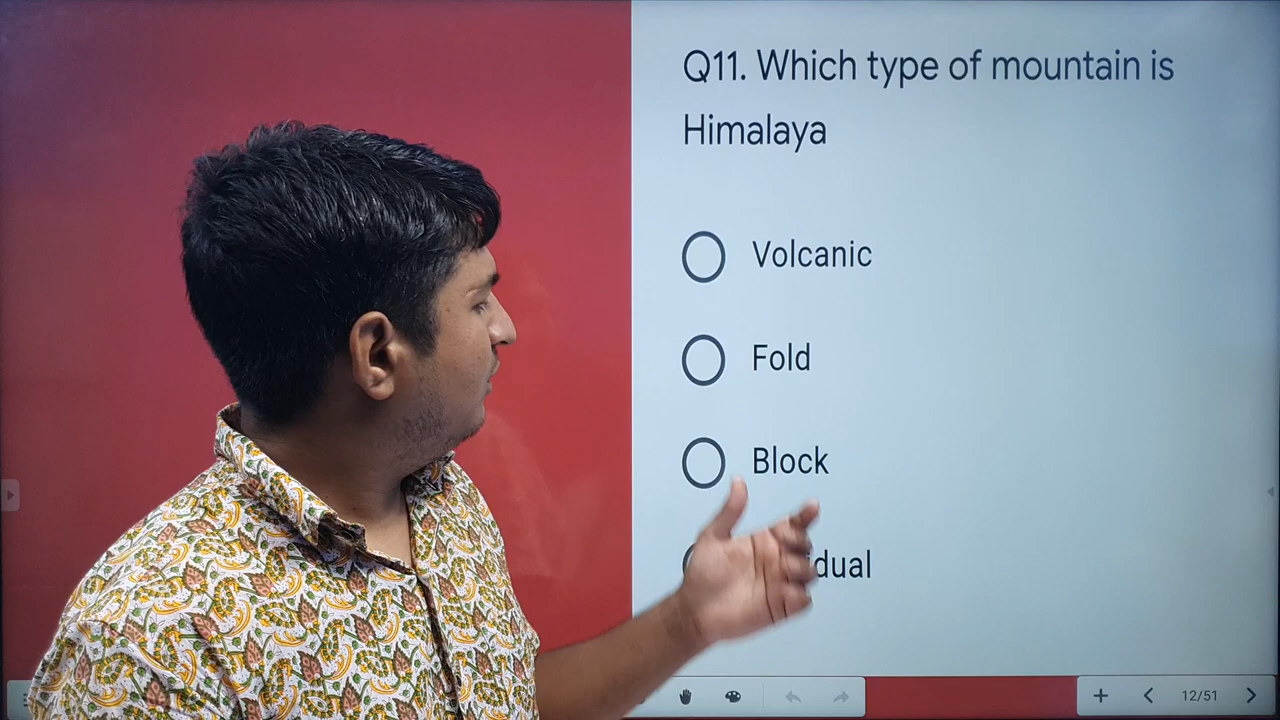 Q11. Which type of mountain is
Himalaya
Volcanic
Fold
Block
12/51